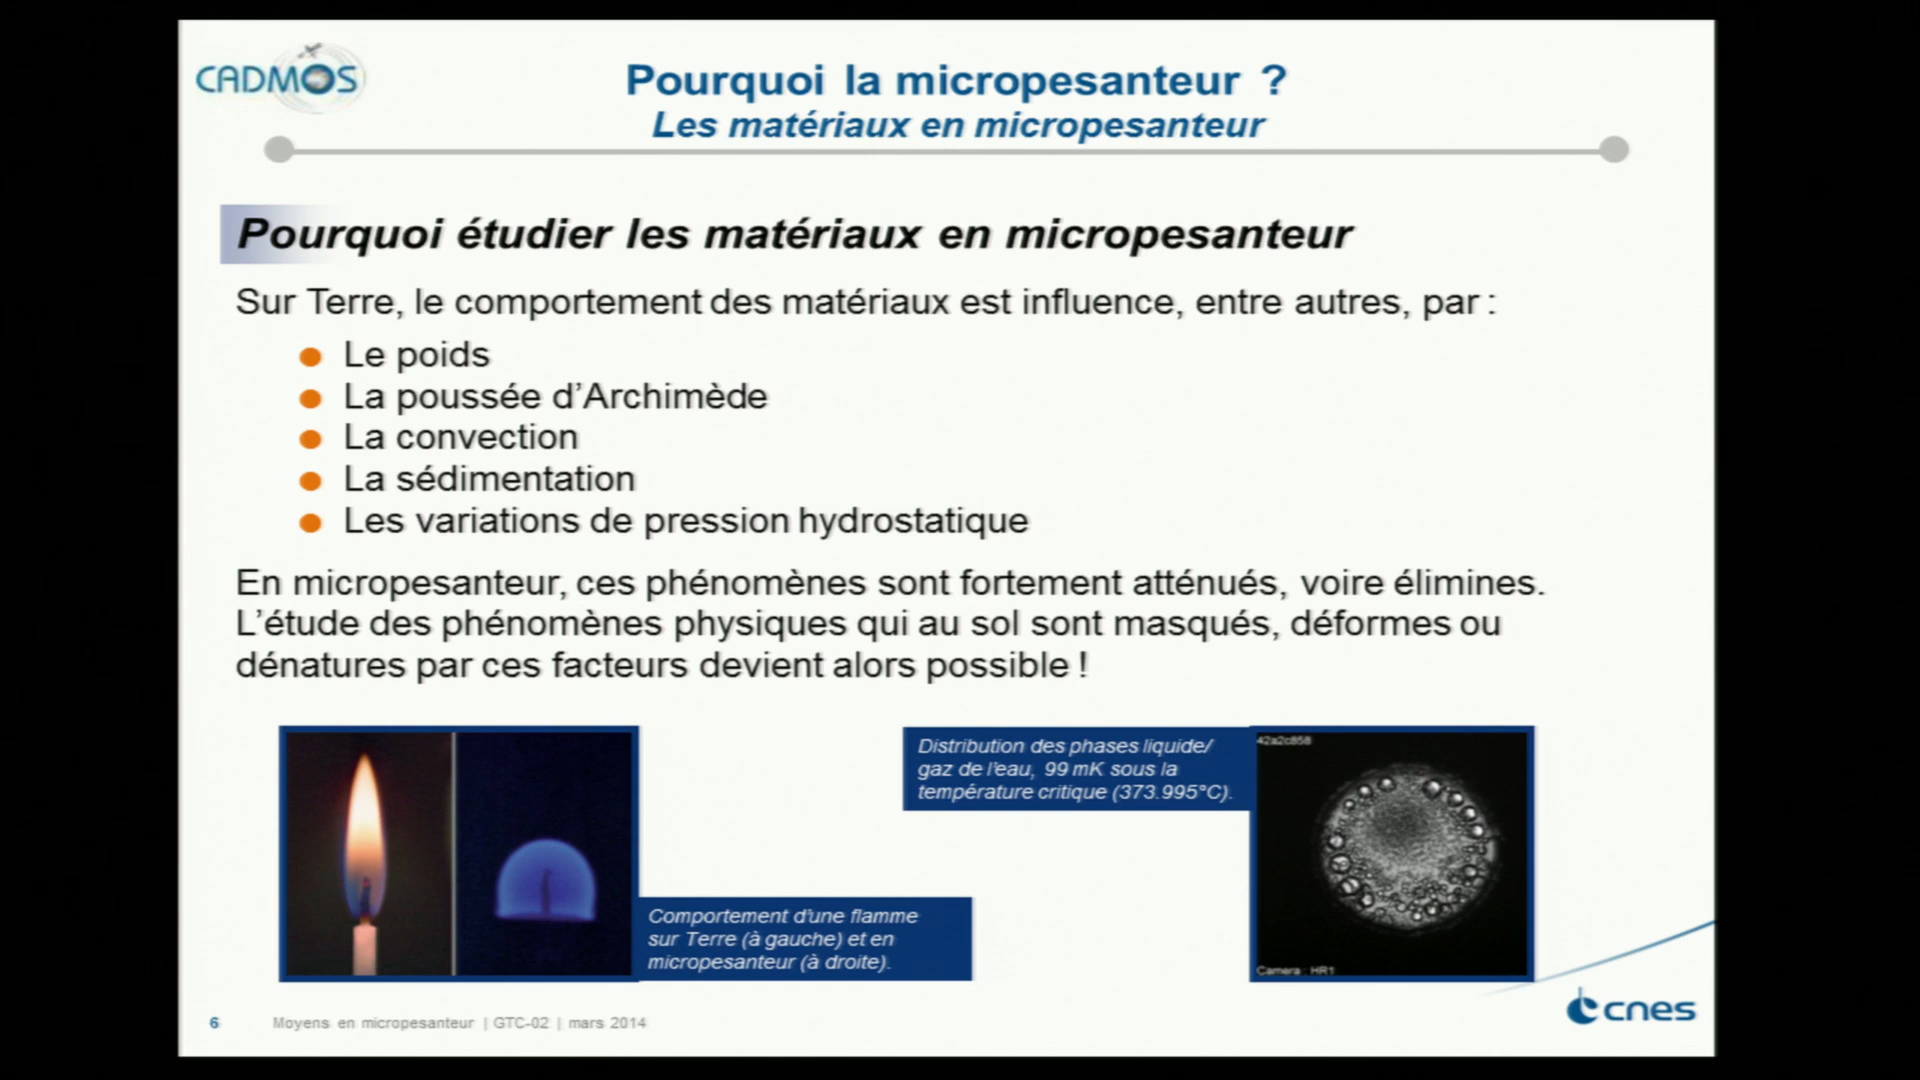 CADMOS
Pourquoi la micropesanteur ?
Les matériaux en micropesanteur
Pourquoi étudier les matériaux en micropesanteur
Sur Terre, le comportement des matériaux est influence, entre autres, par :
Le poids
La poussée d’Archimède
La convection
La sédimentation
Les variations de pression hydrostatique
En micropesanteur, ces phénomènes sont fortement atténués, voire élimines.
L’étude des phénomènes physiques qui au sol sont masqués, déformes ou
dénatures par ces facteurs devient alors possible !
Distribution des phases liquide/
gaz de l’eau, 99 mK sous la
température critique (373.995°C).
42a2c858
Camera : HR1
Comportement d’une flamme
sur Terre (à gauche) et en
micropesanteur (à droite).
6 Moyens en micropesanteur | GTC-02 | mars 2014
cnes